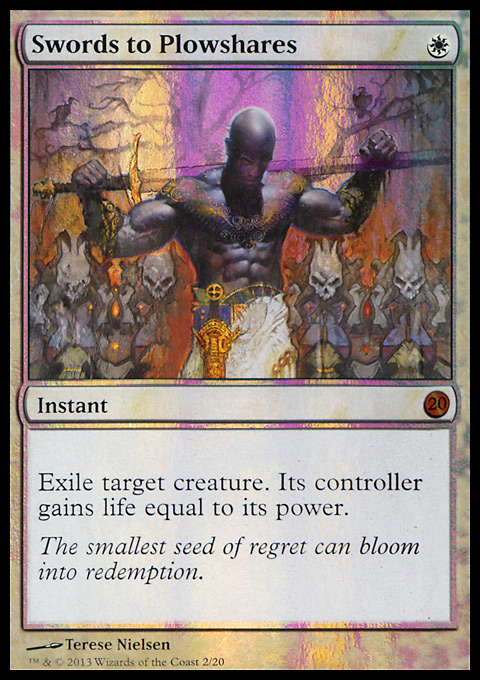 Swords to Plowshares
Instant
20
Exile target creature. Its controller
gains life equal to its power.
The smallest seed of regret can bloom
into redemption.
Terese Nielsen
™ & © 2013 Wizards of the Coast 2/20